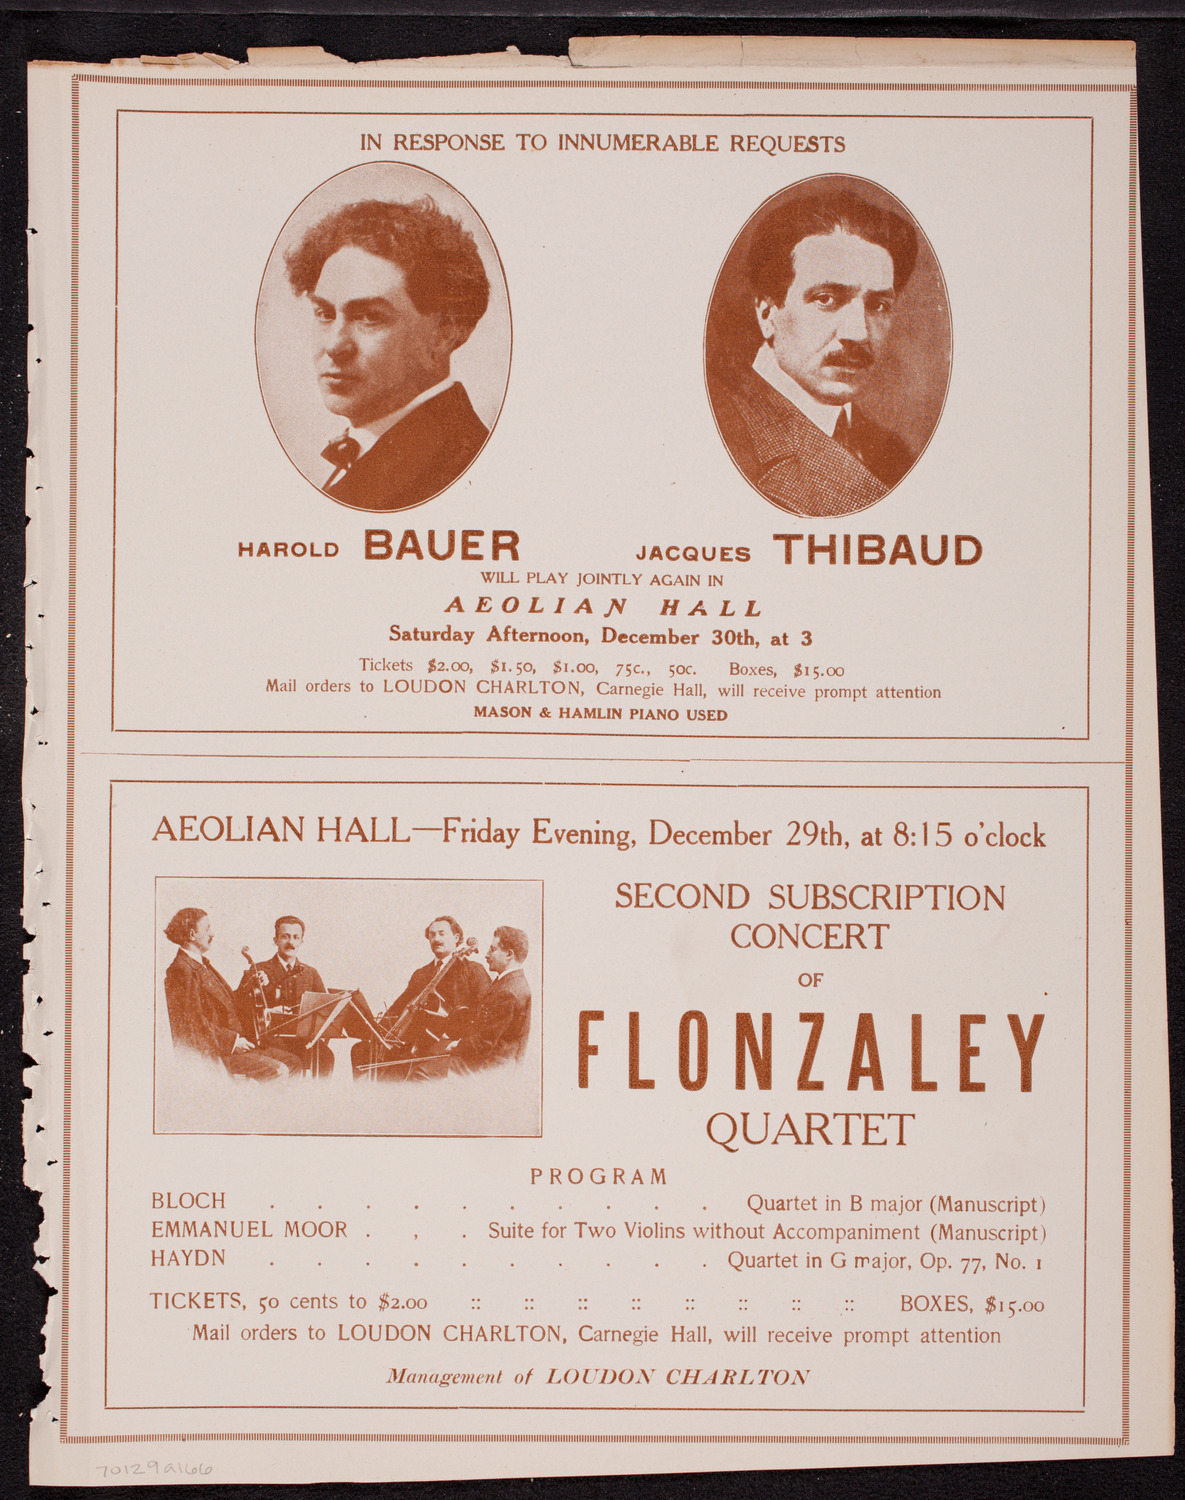 IN RESPONSE TO INNUMERABLE REQUESTS
HAROLD BAUER
JACQUES THIBAUD
WILL PLAY JOINTLY AGAIN IN
AEOLIAN HALL
Saturday Afternoon, December 30th, at 3
Tickets $2.00, $1.50, $1.00, 75c., 50c. Boxes, $15.00
Mail orders to LOUDON CHARLTON, Carnegie Hall, will receive prompt attention
MASON & HAMLIN PIANO USED
AEOLIAN HALL—Friday Evening, December 29th, at 8:15 o'clock
SECOND SUBSCRIPTION
CONCERT
OF
FLONZALEY
QUARTET
PROGRAM
BLOCH . . . . . . . . . . Quartet in B major (Manuscript)
EMMANUEL MOOR . , . Suite for Two Violins without Accompaniment (Manuscript)
HAYDN . . . . . . . . . . Quartet in G major, Op. 77, No. 1
TICKETS, 50 cents to $2.00 :: :: :: :: :: :: :: :: BOXES, $15.00
Mail orders to LOUDON CHARLTON, Carnegie Hall, will receive prompt attention
Management of LOUDON CHARLTON
70129a166